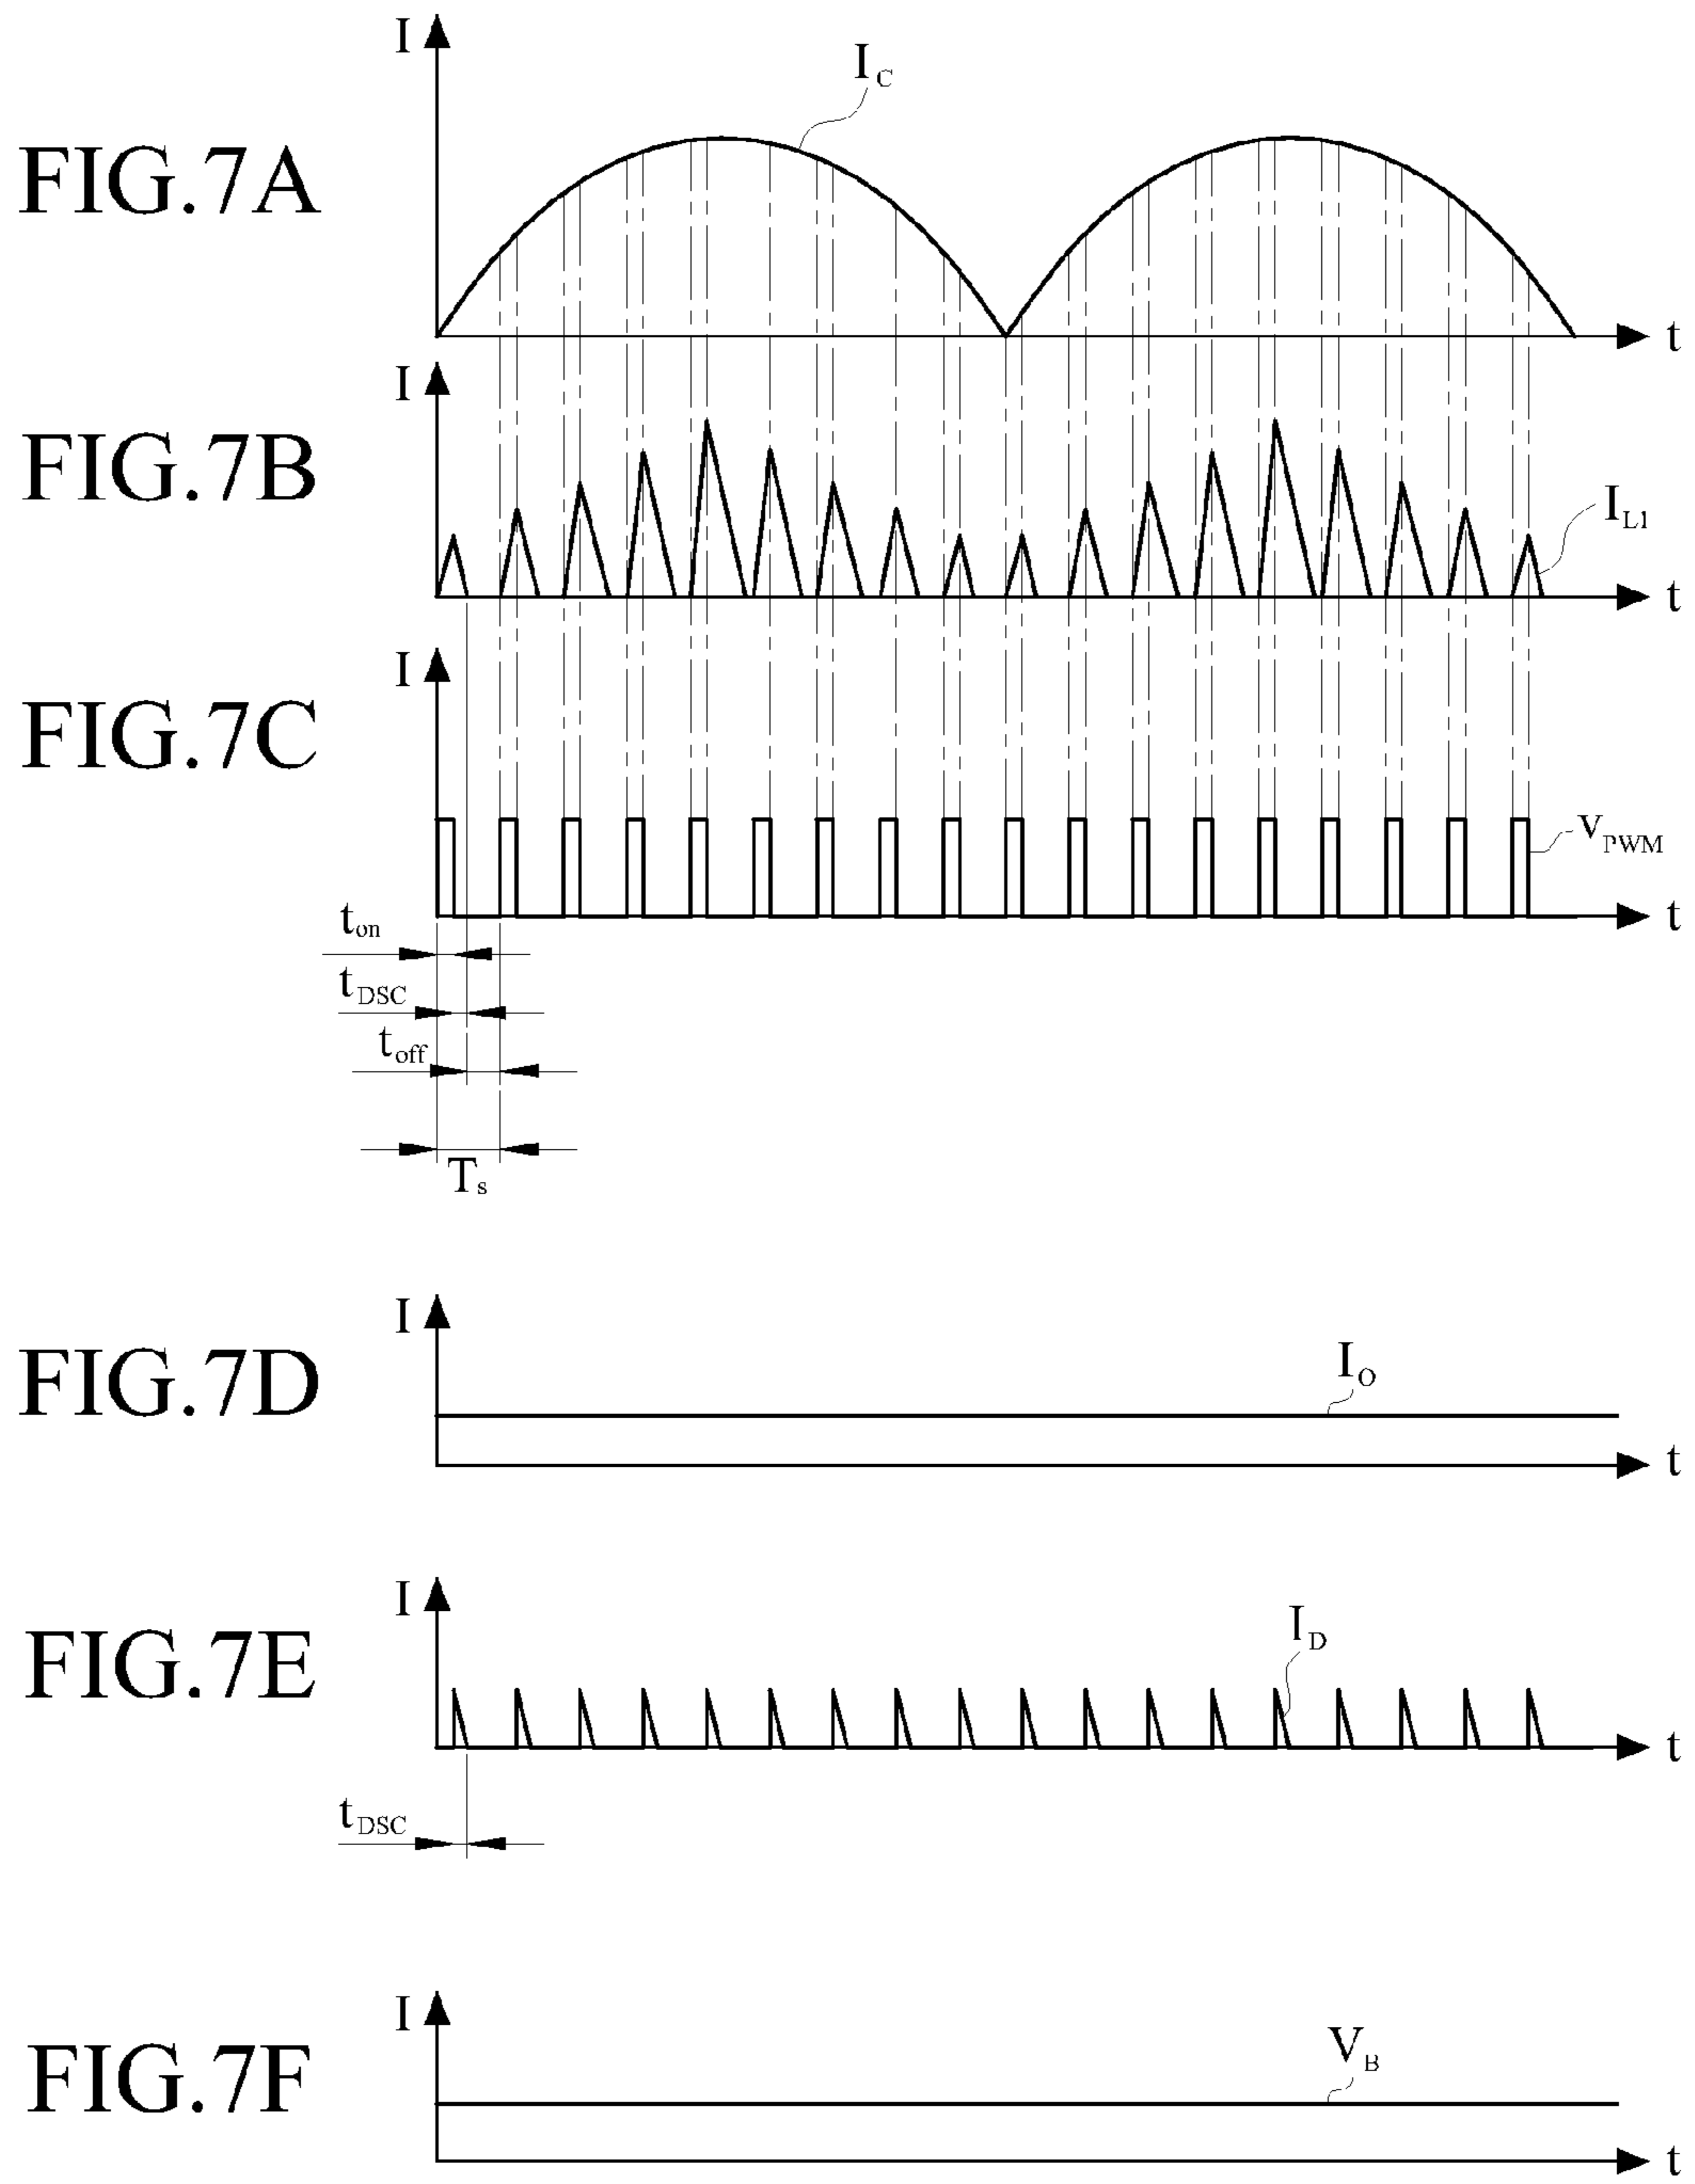 I
I_C
FIG.7A
t
I
FIG.7B
I_L1
t
I
FIG.7C
V_PWM
t
t_on
t_DSC
t_off
T_s
I
FIG.7D
I_O
t
I
FIG.7E
I_D
t
t_DSC
I
FIG.7F
V_B
t